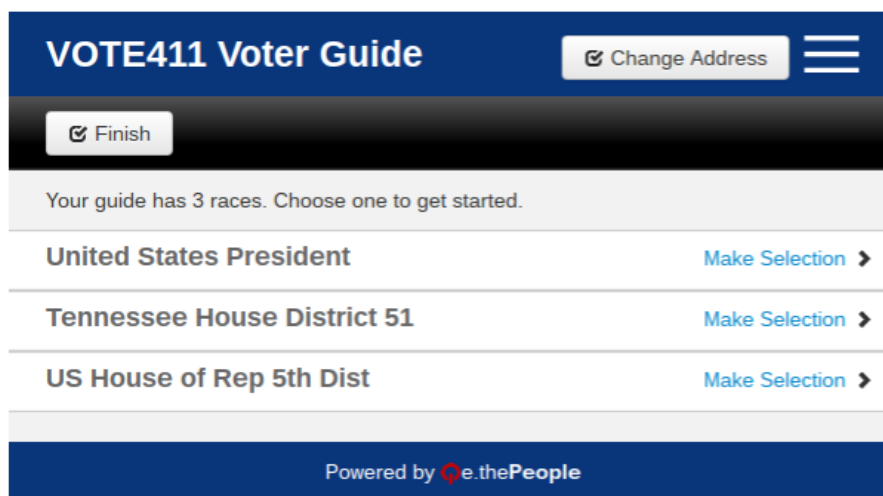 VOTE411 Voter Guide
Change Address
Finish
Your guide has 3 races. Choose one to get started.
United States President Make Selection
Tennessee House District 51 Make Selection
US House of Rep 5th Dist Make Selection
Powered by e.thePeople